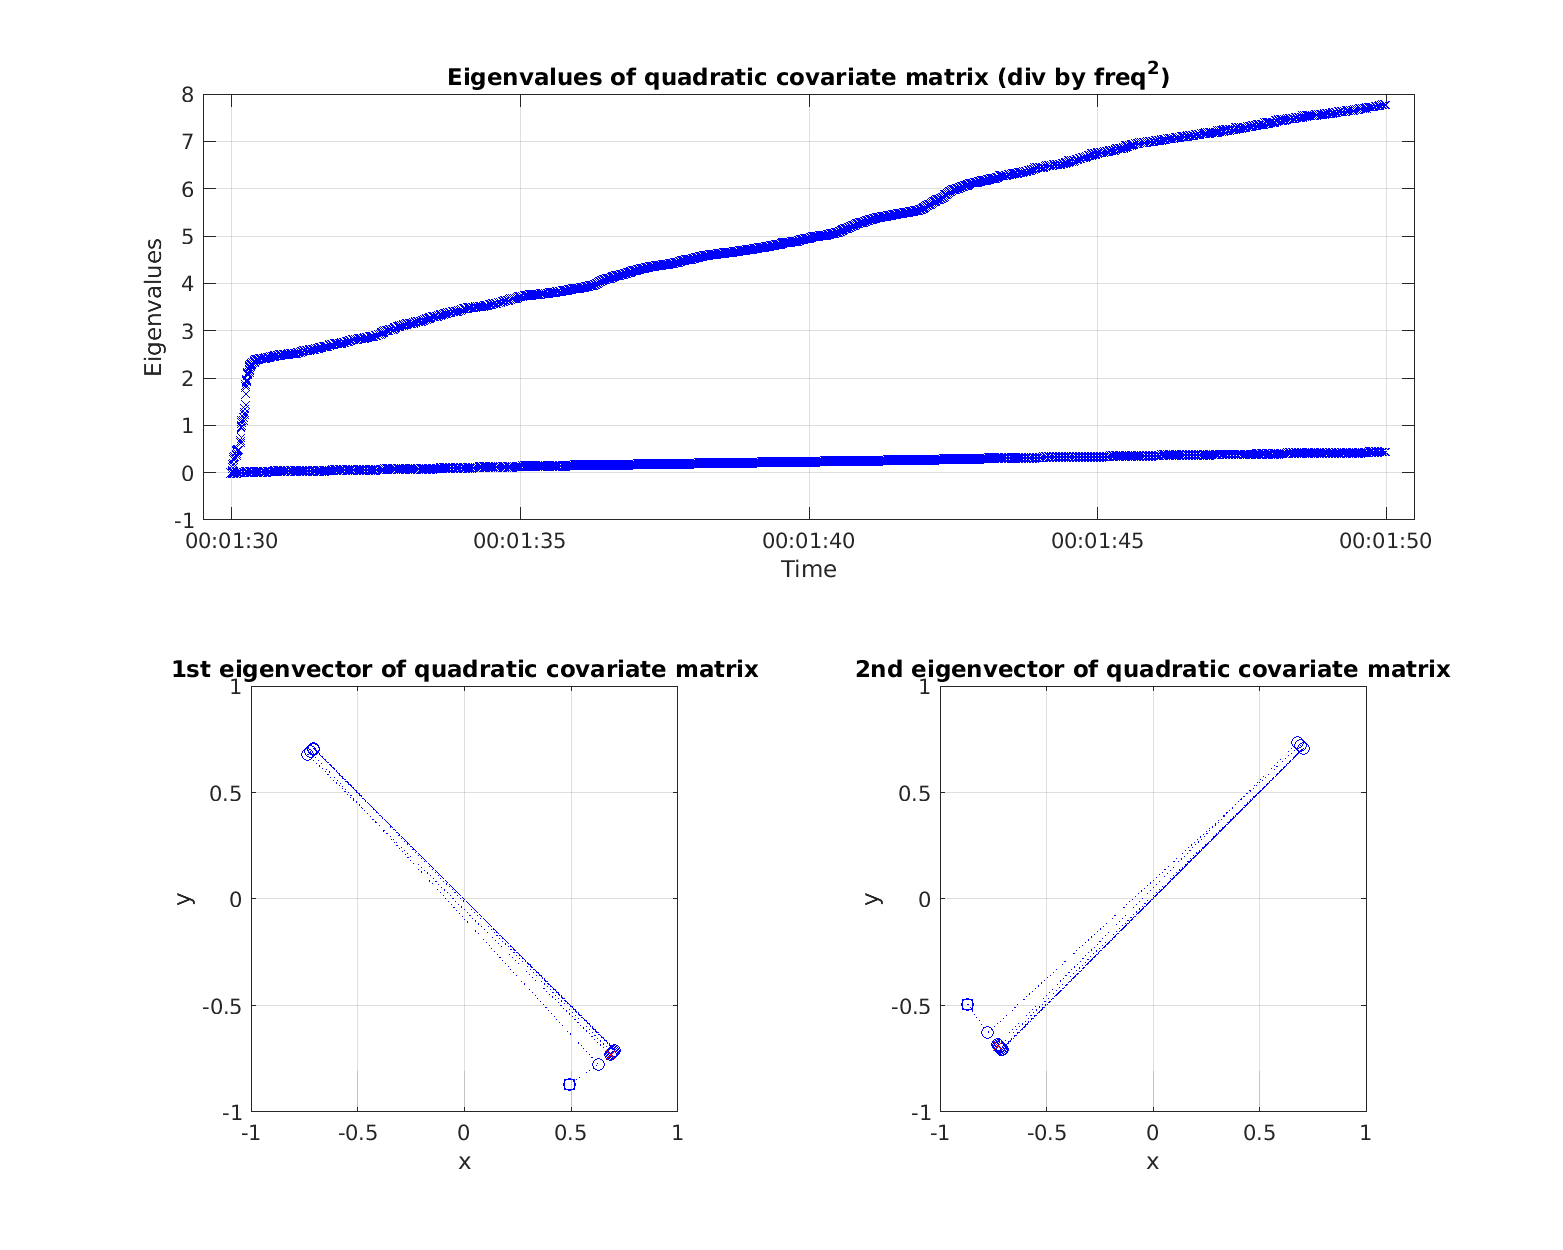 Eigenvalues of quadratic covariate matrix (div by freq²)
8
7
6
5
4
3
2
1
0
-1
Eigenvalues
00:01:30 00:01:35 00:01:40 00:01:45 00:01:50
Time
1st eigenvector of quadratic covariate matrix
1
0.5
0
-0.5
-1
y
-1 -0.5 0 0.5 1
x
2nd eigenvector of quadratic covariate matrix
1
0.5
0
-0.5
-1
y
-1 -0.5 0 0.5 1
x